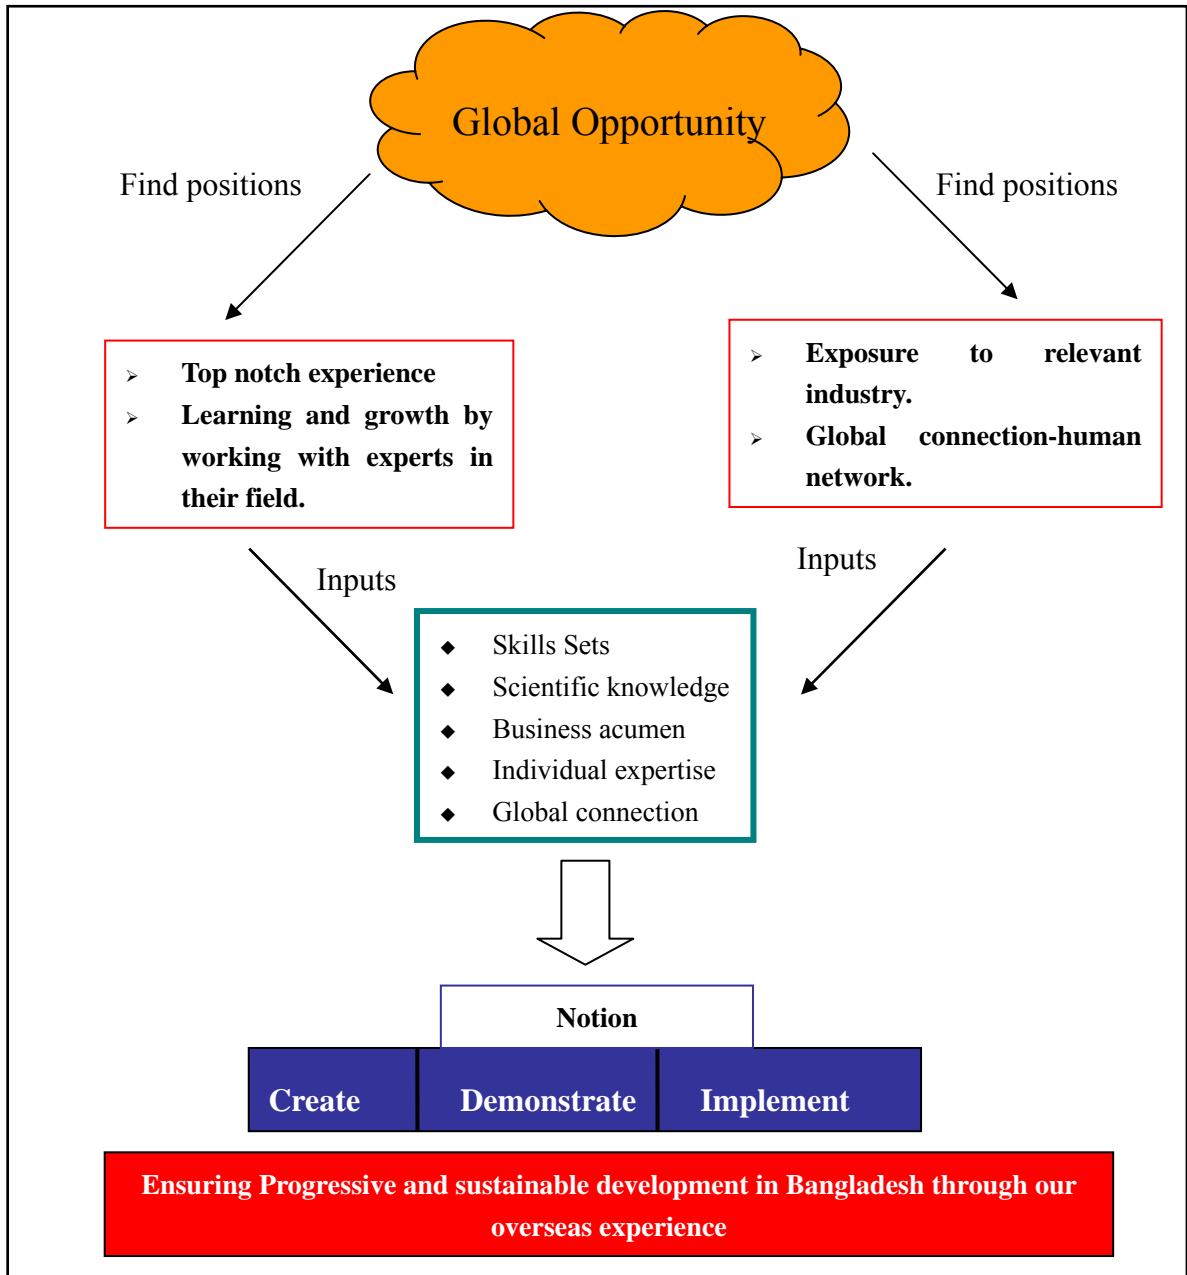 Global Opportunity
Find positions
Find positions
Top notch experience
Learning and growth by
working with experts in
their field.
Exposure to relevant
industry.
Global connection-human
network.
Inputs
Inputs
Skills Sets
Scientific knowledge
Business acumen
Individual expertise
Global connection
Notion
Create
Demonstrate
Implement
Ensuring Progressive and sustainable development in Bangladesh through our
overseas experience